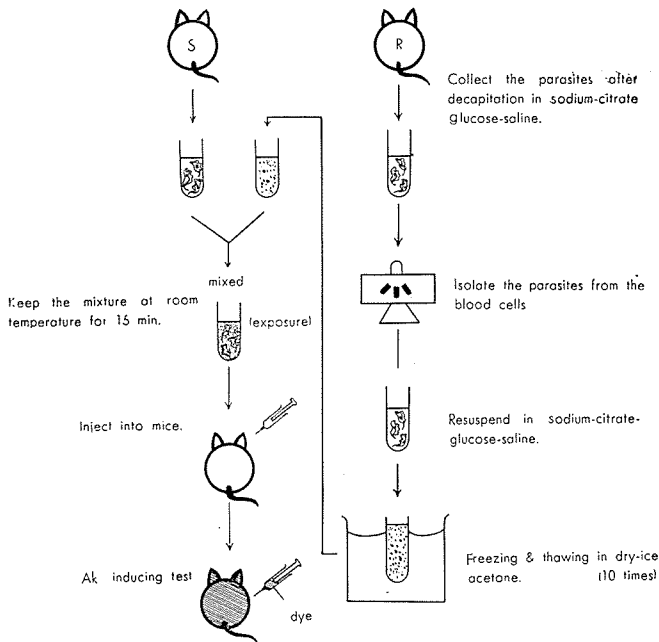 S
R
Collect the parasites after
decapitation in sodium-citrate
glucose-saline.
mixed
Keep the mixture at room
temperature for 15 min.
(exposure)
Isolate the parasites from the
blood cells
Inject into mice.
Resuspend in sodium-citrate-
glucose-saline.
Ak inducing test
dye
Freezing & thawing in dry-ice
acetone. (10 times)